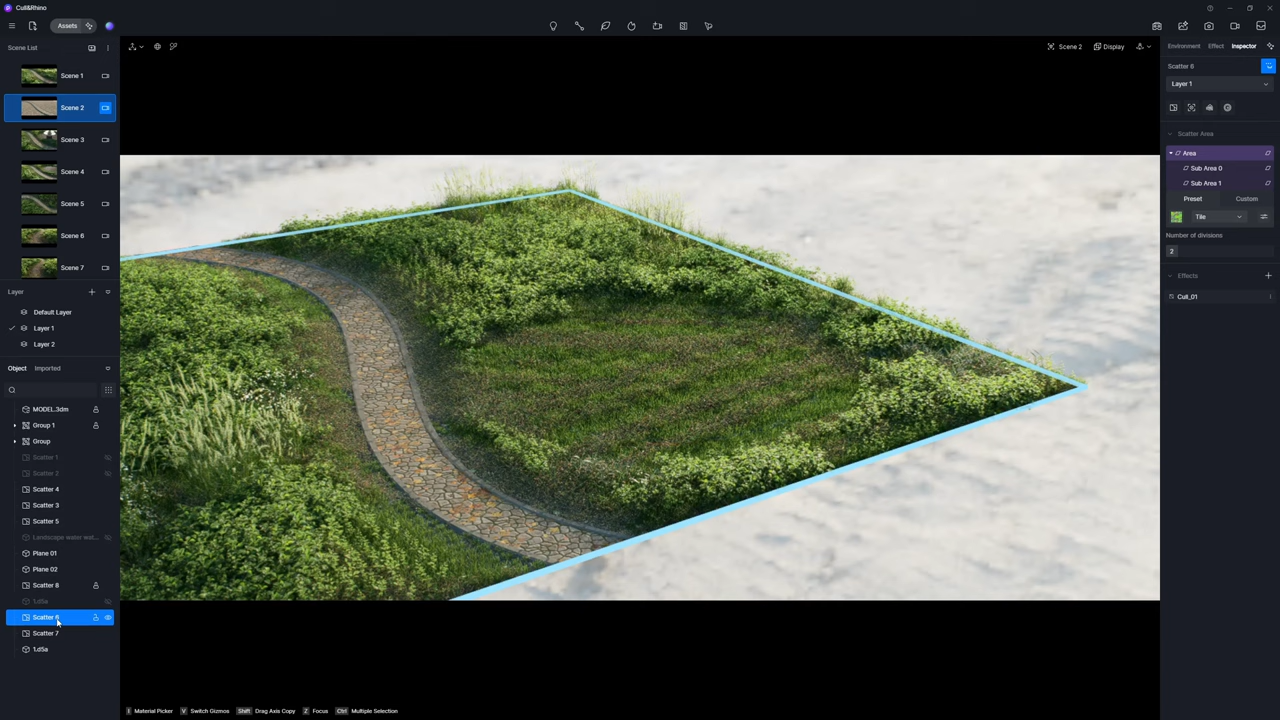 Cull&Rhino
Assets
Scene List
Scene 1
Scene 2
Scene 3
Scene 4
Scene 5
Scene 6
Scene 7
Layer
Default Layer
Layer 1
Layer 2
Object Imported
MODEL.3dm
Group 1
Group
Scatter 1
Scatter 2
Scatter 4
Scatter 3
Scatter 5
Landscape water wat...
Plane 01
Plane 02
Scatter 8
1.d5a
Scatter 6
Scatter 7
1.d5a
Scene 2 Display
I Material Picker V Switch Gizmos Shift Drag Axis Copy Z Focus Ctrl Multiple Selection
Environment Effect Inspector
Scatter 6
Layer 1
Scatter Area
Area
Sub Area 0
Sub Area 1
Preset Custom
Tile
Number of divisions
2
Effects
Cull_01